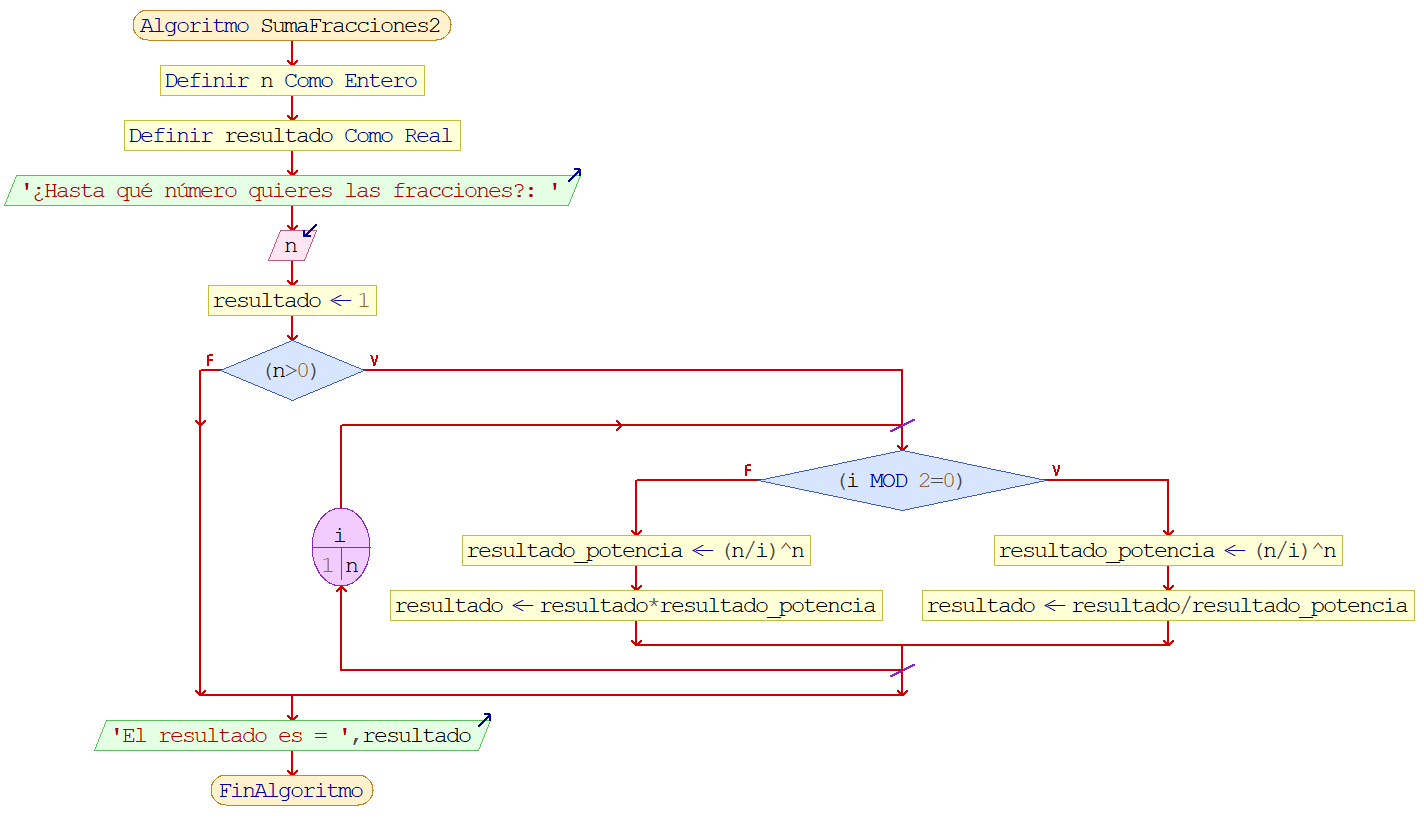 Algoritmo SumaFracciones2
Definir n Como Entero
Definir resultado Como Real
'¿Hasta qué número quieres las fracciones?: '
n
resultado ← 1
F
(n>0)
V
F
(i MOD 2=0)
V
i
1 n
resultado_potencia ← (n/i)^n
resultado ← resultado*resultado_potencia
resultado_potencia ← (n/i)^n
resultado ← resultado/resultado_potencia
'El resultado es = ',resultado
FinAlgoritmo